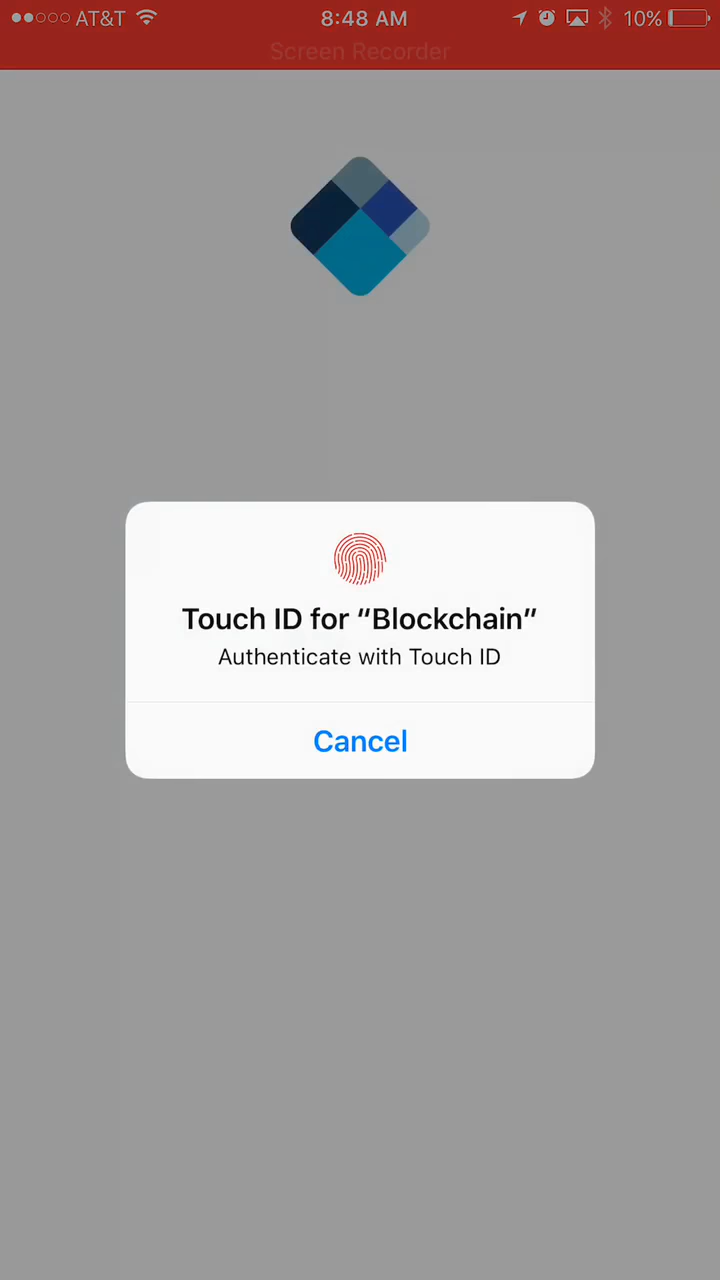 AT&T 8:48 AM 10%
Screen Recorder
Touch ID for “Blockchain”
Authenticate with Touch ID
Cancel